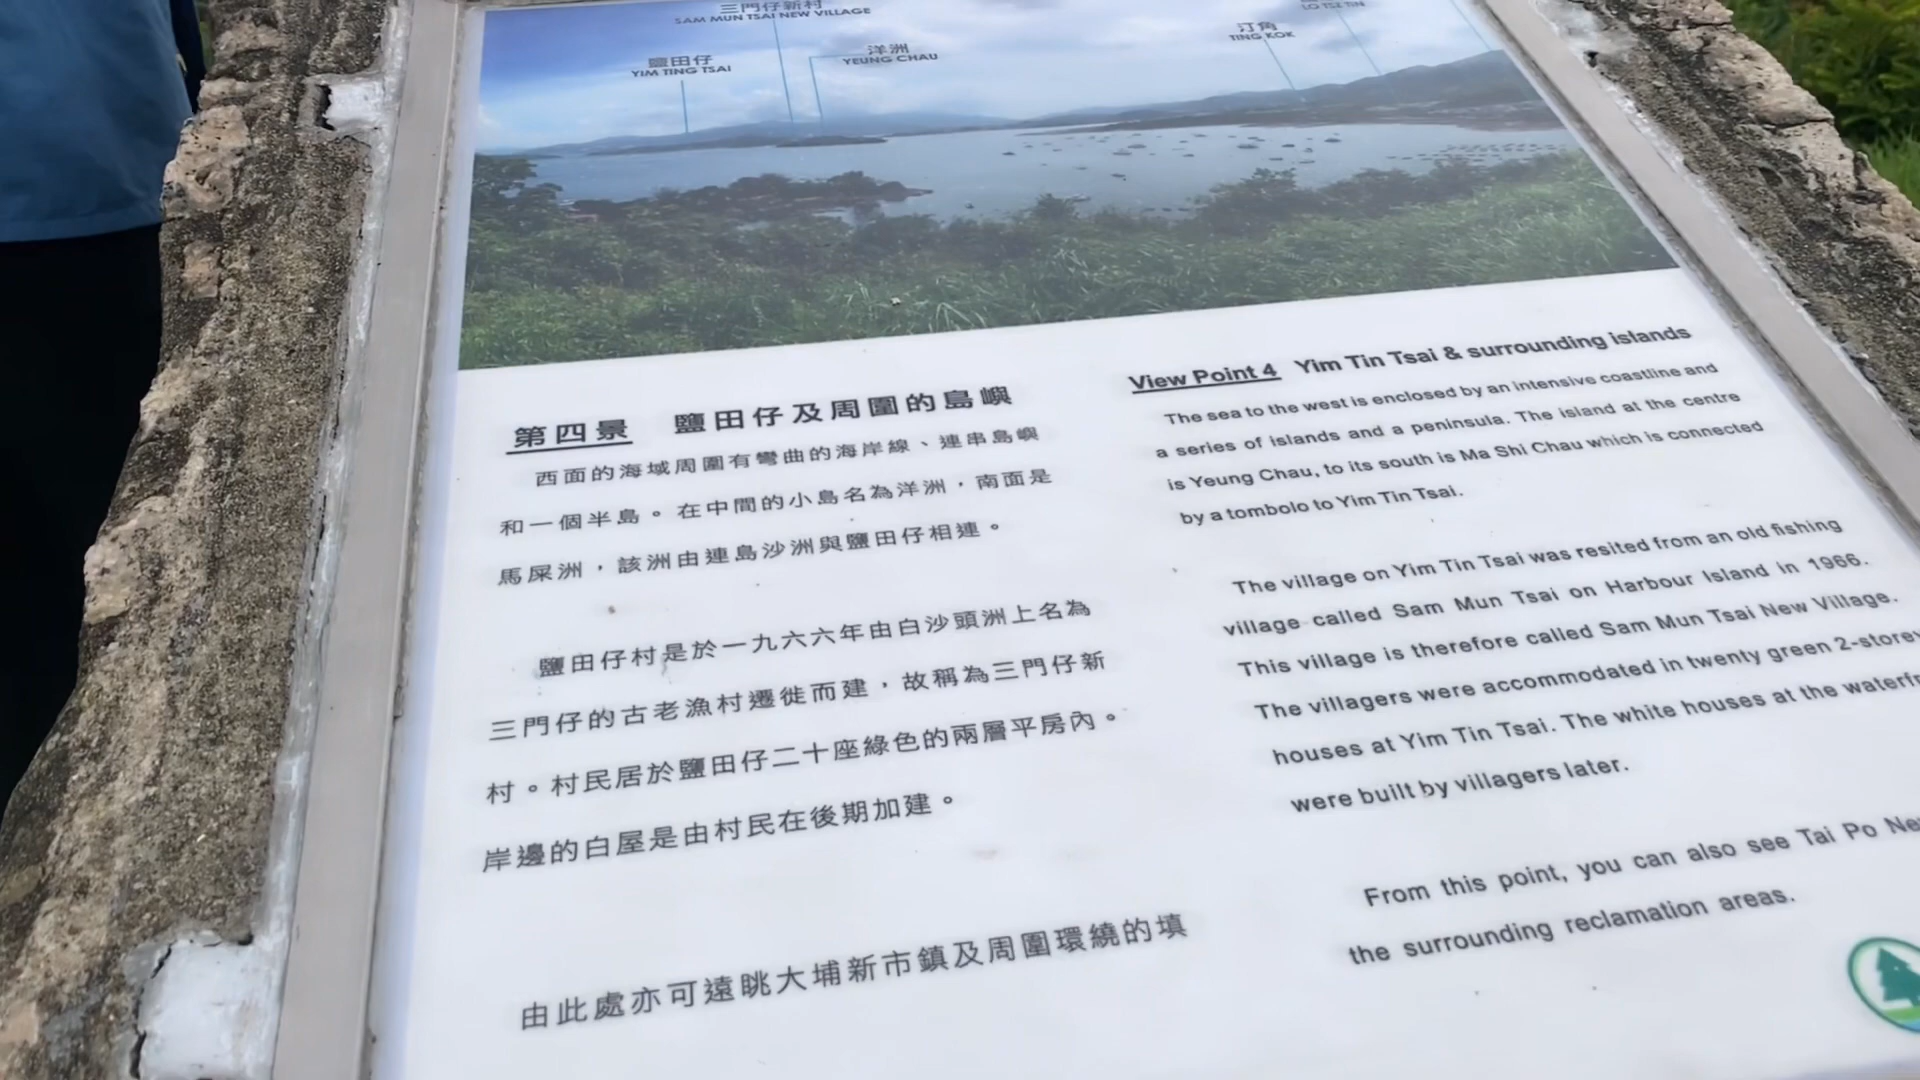 三門仔新村
SAM MUN TSAI NEW VILLAGE
鹽田仔
YIM TING TSAI
洋洲
YEUNG CHAU
汀角
TING KOK
LO TSZ TIN
第四景 鹽田仔及周圍的島嶼
西面的海域周圍有彎曲的海岸線、連串島嶼
和一個半島。在中間的小島名為洋洲，南面是
馬屎洲，該洲由連島沙洲與鹽田仔相連。
鹽田仔村是於一九六六年由白沙頭洲上名為
三門仔的古老漁村遷徙而建，故稱為三門仔新
村。村民居於鹽田仔二十座綠色的兩層平房內。
岸邊的白屋是由村民在後期加建。
由此處亦可遠眺大埔新市鎮及周圍環繞的填
View Point 4 Yim Tin Tsai & surrounding islands
The sea to the west is enclosed by an intensive coastline and
a series of islands and a peninsula. The island at the centre
is Yeung Chau, to its south is Ma Shi Chau which is connected
by a tombolo to Yim Tin Tsai.
The village on Yim Tin Tsai was resited from an old fishing
village called Sam Mun Tsai on Harbour Island in 1966.
This village is therefore called Sam Mun Tsai New Village.
The villagers were accommodated in twenty green 2-storey
houses at Yim Tin Tsai. The white houses at the
were built by villagers later.
From this point, you can also see Tai Po
the surrounding reclamation areas.